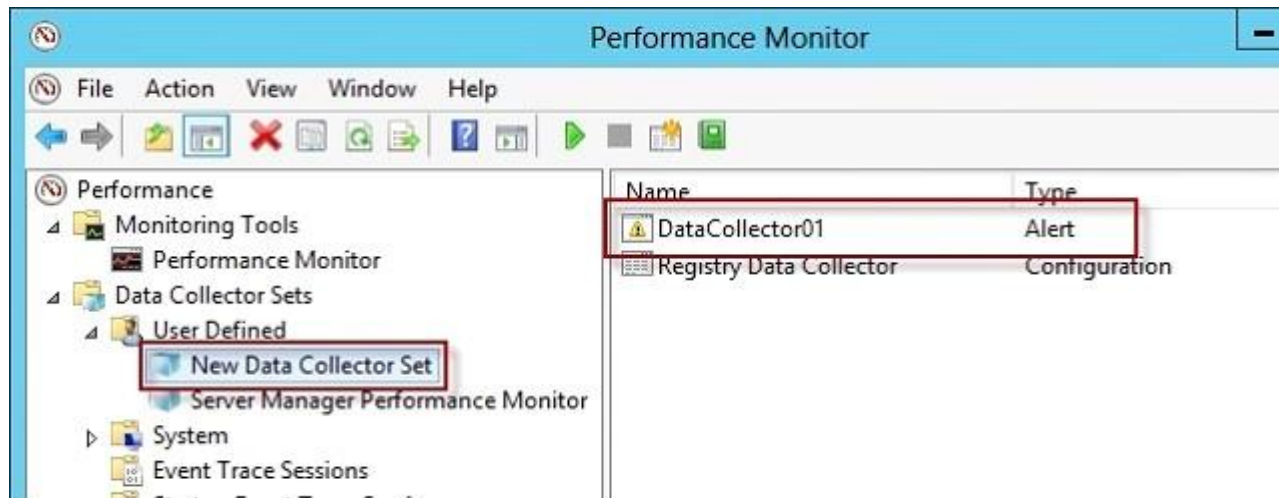 Performance Monitor
File Action View Window Help
Performance
Monitoring Tools
Performance Monitor
Data Collector Sets
User Defined
New Data Collector Set
Server Manager Performance Monitor
System
Event Trace Sessions
Name Type
DataCollector01 Alert
Registry Data Collector Configuration